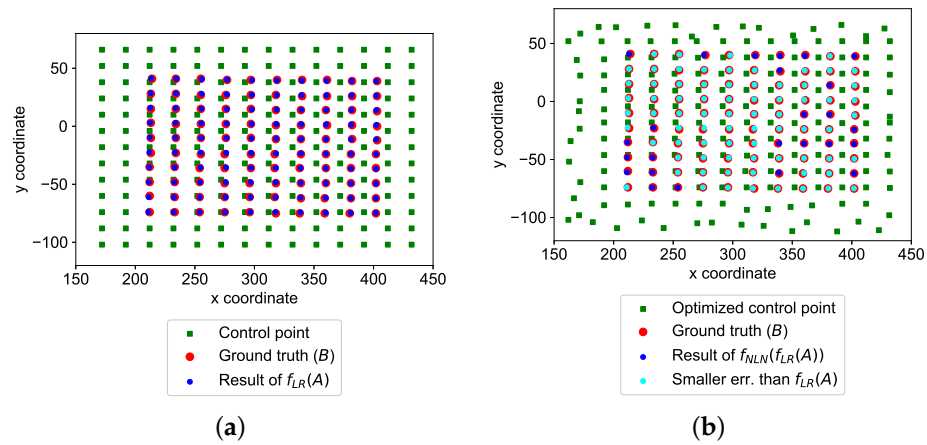 50
0
−50
−100
y coordinate
150
200
250
300
350
400
450
x coordinate
Control point
Ground truth (B)
Result of f_LR(A)
(a)
50
0
−50
−100
y coordinate
150
200
250
300
350
400
450
x coordinate
Optimized control point
Ground truth (B)
Result of f_NLN(f_LR(A))
Smaller err. than f_LR(A)
(b)